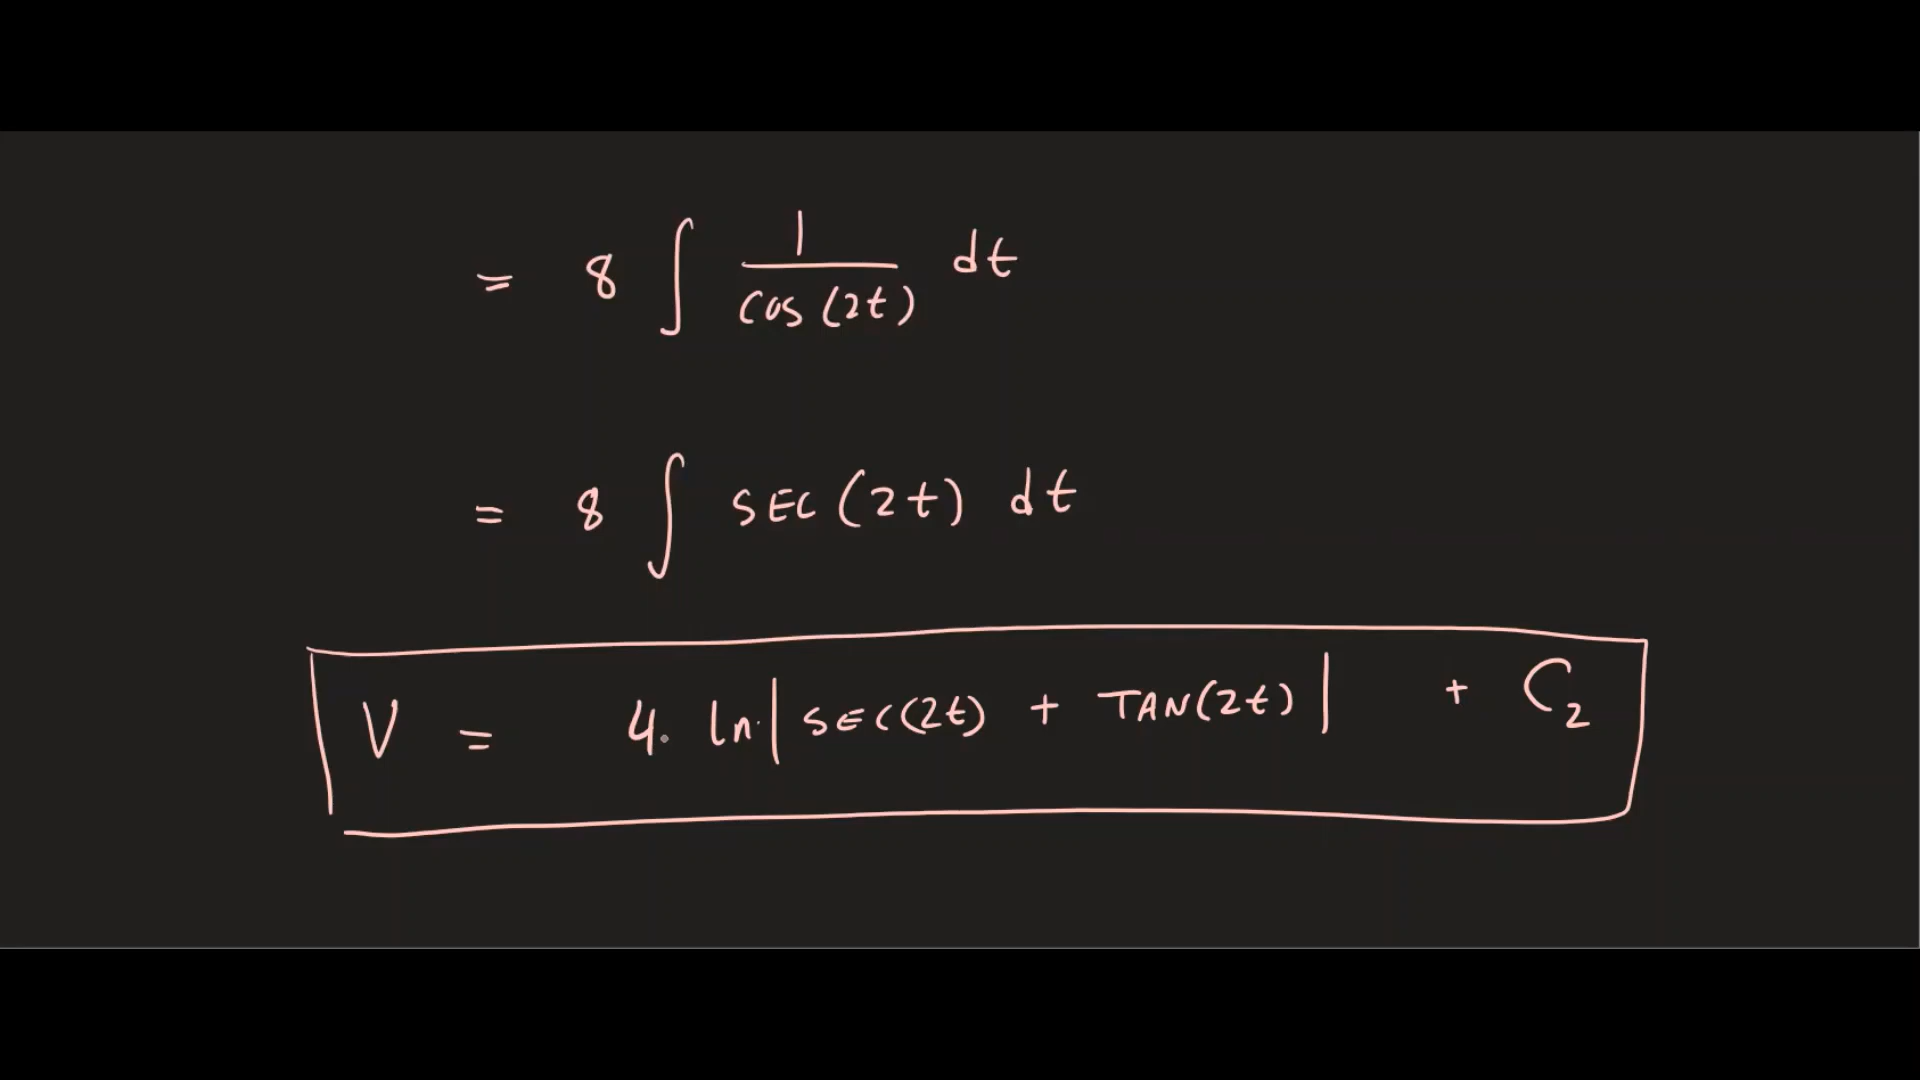 = 8 ∫ 1/cos(2t) dt
= 8 ∫ SEC(2t) dt
V = 4. ln·|SEC(2t) + TAN(2t)| + C₂